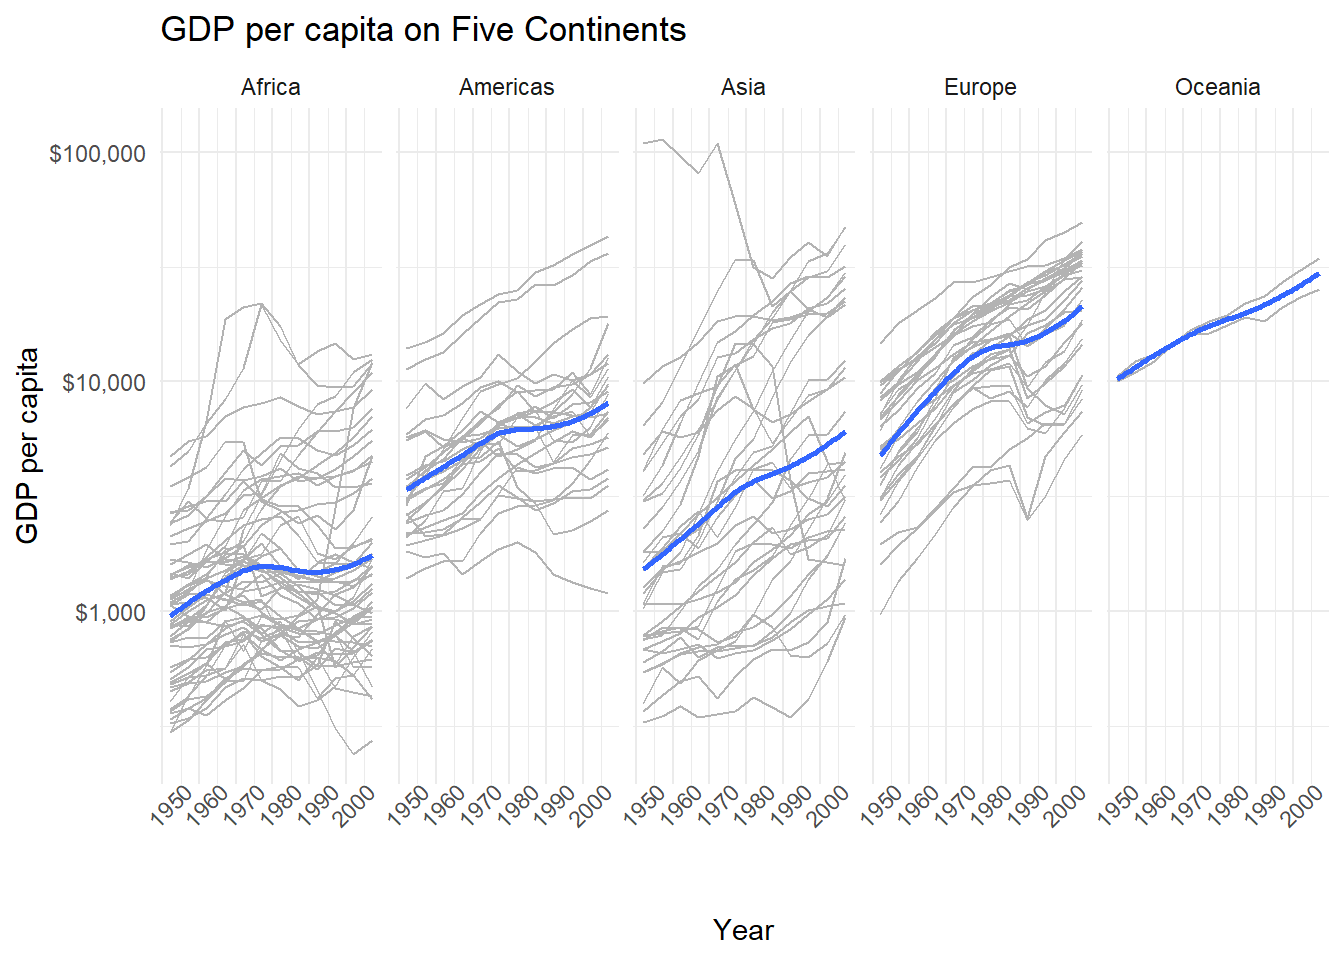 GDP per capita on Five Continents
Africa Americas Asia Europe Oceania
$100,000
$10,000
$1,000
GDP per capita
1950 1960 1970 1980 1990 2000 1950 1960 1970 1980 1990 2000 1950 1960 1970 1980 1990 2000 1950 1960 1970 1980 1990 2000 1950 1960 1970 1980 1990 2000
Year